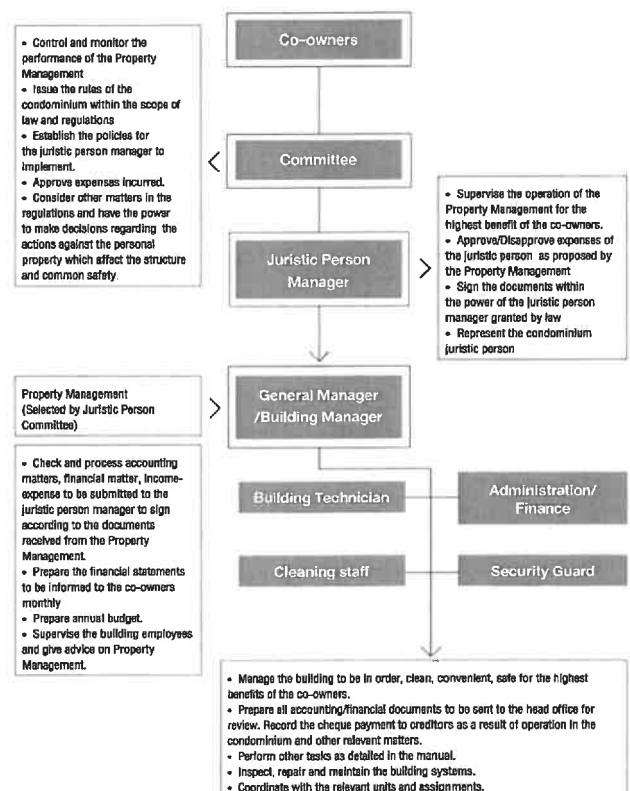 Co-owners
• Control and monitor the
performance of the Property
Management
• Issue the rules of the
condominium within the scope of
law and regulations
• Establish the policies for
the juristic person manager to
implement.
• Approve expenses incurred.
• Consider other matters in the
regulations and have the power
to make decisions regarding the
actions against the personal
property which affect the structure
and common safety.
Committee
Juristic Person
Manager
• Supervise the operation of the
Property Management for the
highest benefit of the co-owners.
• Approve/Disapprove expenses of
the juristic person as proposed by
the Property Management
• Sign the documents within
the power of the juristic person
manager granted by law
• Represent the condominium
juristic person
Property Management
(Selected by Juristic Person
Committee)
General Manager
/Building Manager
• Check and process accounting
matters, financial matter, income-
expense to be submitted to the
juristic person manager to sign
according to the documents
received from the Property
Management.
• Prepare the financial statements
to be informed to the co-owners
monthly
• Prepare annual budget.
• Supervise the building employees
and give advice on Property
Management.
Building Technician
Administration/
Finance
Cleaning staff
Security Guard
• Manage the building to be in order, clean, convenient, safe for the highest
benefits of the co-owners.
• Prepare all accounting/financial documents to be sent to the head office for
review. Record the cheque payment to creditors as a result of operation in the
condominium and other relevant matters.
• Perform other tasks as detailed in the manual.
• Inspect, repair and maintain the building systems.
• Coordinate with the relevant units and assignments.